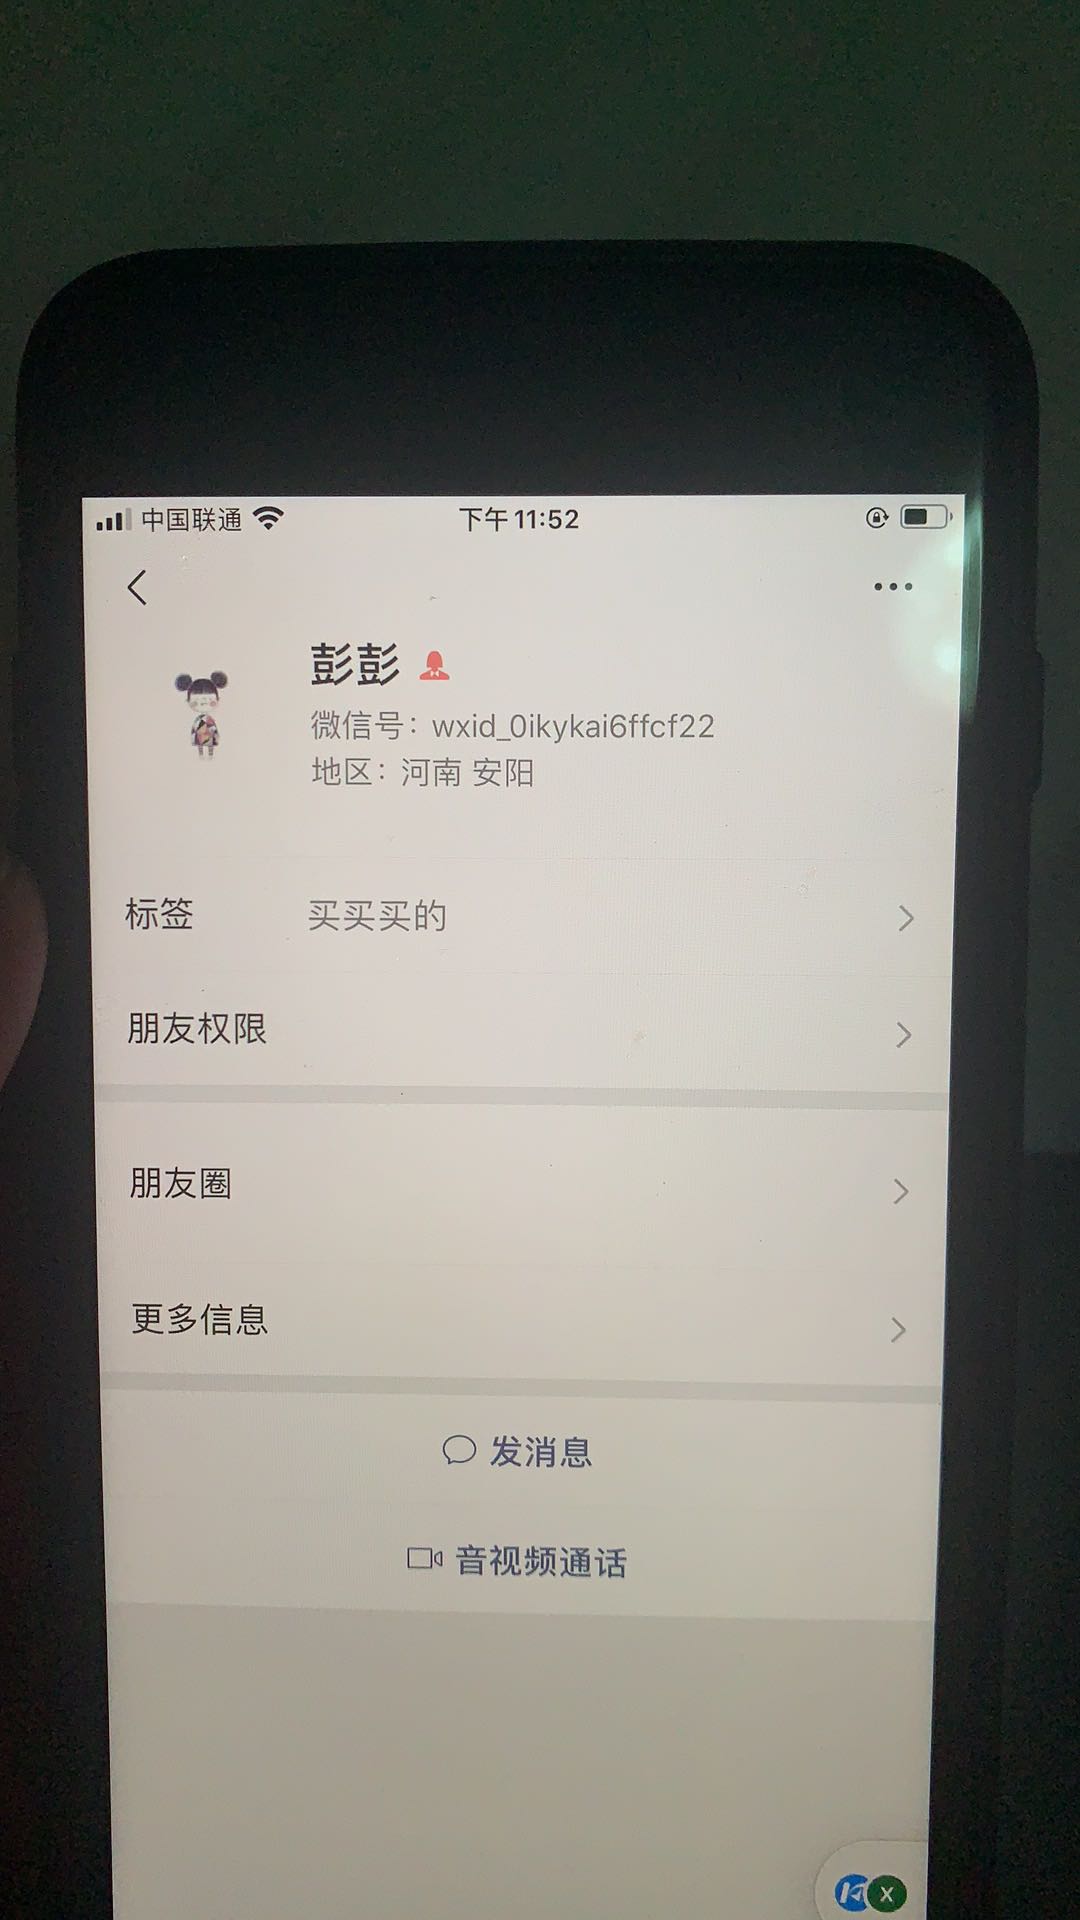 中国联通 下午11:52
彭彭
微信号：wxid_0ikykai6ffcf22
地区：河南 安阳
标签 买买买的
朋友权限
朋友圈
更多信息
发消息
音视频通话
X